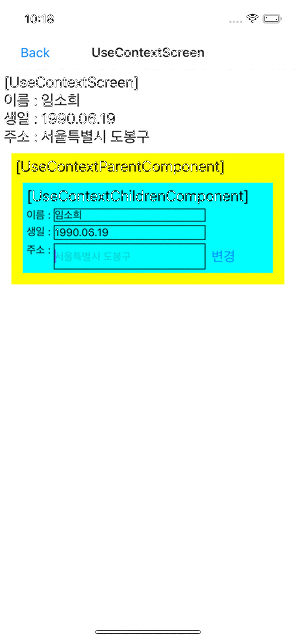 10:18
Back UseContextScreen
[UseContextScreen]
이름 : 임소희
생일 : 1990.06.19
주소 : 서울특별시 도봉구
[UseContextParentComponent]
[UseContextChildrenComponent]
이름 : 임소희
생일 : 1990.06.19
주소 : 서울특별시 도봉구 변경